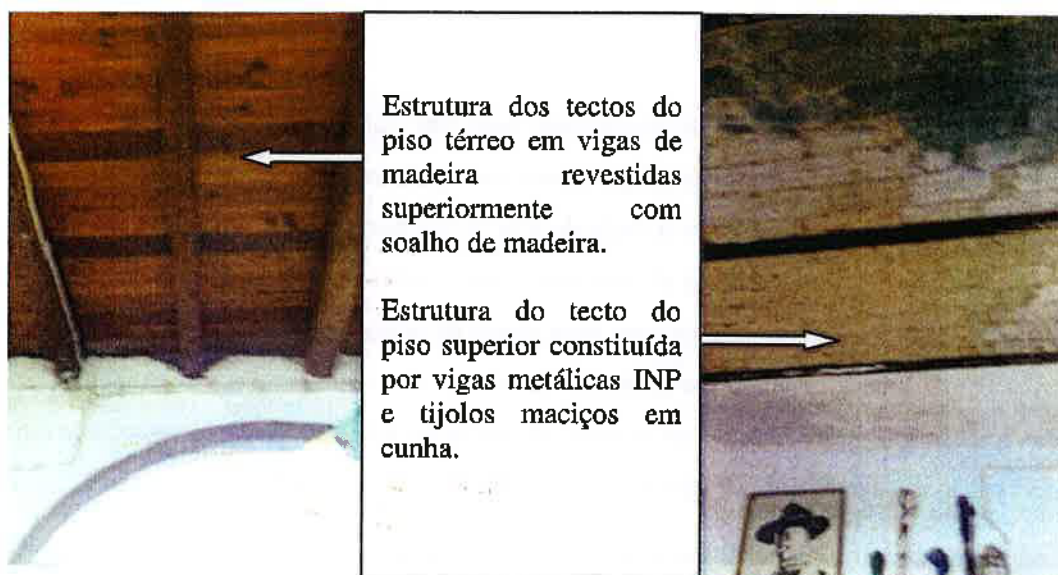 Estrutura dos tectos do
piso térreo em vigas de
madeira revestidas
superiormente com
soalho de madeira.
Estrutura do tecto do
piso superior constituída
por vigas metálicas INP
e tijolos maciços em
cunha.